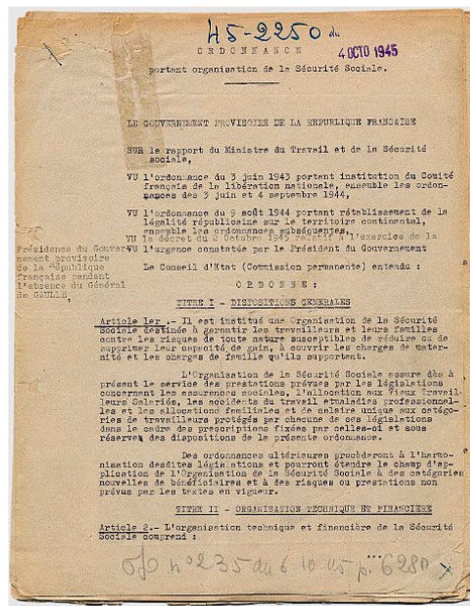 45-2250 du
ORDONNANCE
4 OCTO 1945
portant organisation de la Sécurité Sociale.
LE GOUVERNEMENT PROVISOIRE DE LA REPUBLIQUE FRANCAISE
SUR le rapport du Ministre du Travail et de la Sécurité
sociale,
VU l'ordonnance du 3 juin 1943 portant institution du Comité
français de la libération nationale, ensemble les ordon-
nances des 3 juin et 4 septembre 1944,
VU l'ordonnance du 9 août 1944 portant rétablissement de la
légalité républicaine sur le territoire continental,
ensemble les ordonnances subséquentes,
VU le décret du 2 Octobre 1945 relatif à l'exercice de la
Présidence du Gouver
nement provisoire
de la République
française pendant
l'absence du Général
de GAULLE,
VU l'urgence constatée par le Président du Gouvernement
Le Conseil d'Etat (Commission permanente) entendu :
ORDONNE :
TITRE I - DISPOSITIONS GENERALES
Article 1er .- Il est institué une Organisation de la Sécurité
Sociale destinée à garantir les travailleurs et leurs familles
contre les risques de toute nature susceptibles de réduire ou de
supprimer leur capacité de gain, à couvrir les charges de mater-
nité et les charges de famille qu'ils supportent.
L'Organisation de la Sécurité Sociale assure dès à
présent le service des prestations prévues par les législations
concernant les assurances sociales, l'allocation aux Vieux Travail-
leurs Salariés, les accidents du travail et maladies professionnel-
les et les allocations familiales et de salaire unique aux catégo-
ries de travailleurs protégés par chacune de ces législations
dans le cadre des prescriptions fixées par celles-ci et sous
réserve des dispositions de la présente ordonnance.
Des ordonnances ultérieures procèderont à l'harmo-
nisation desdites législations et pourront étendre le champ d'ap-
plication de l'Organisation de la Sécurité Sociale à des catégories
nouvelles de bénéficiaires et à des risques ou prestations non
prévus par les textes en vigueur.
TITRE II - ORGANISATION TECHNIQUE ET FINANCIERE
Article 2.- L'organisation technique et financière de la Sécurité
Sociale comprend :
...
n° 235 du 6 10 45 p. 6280